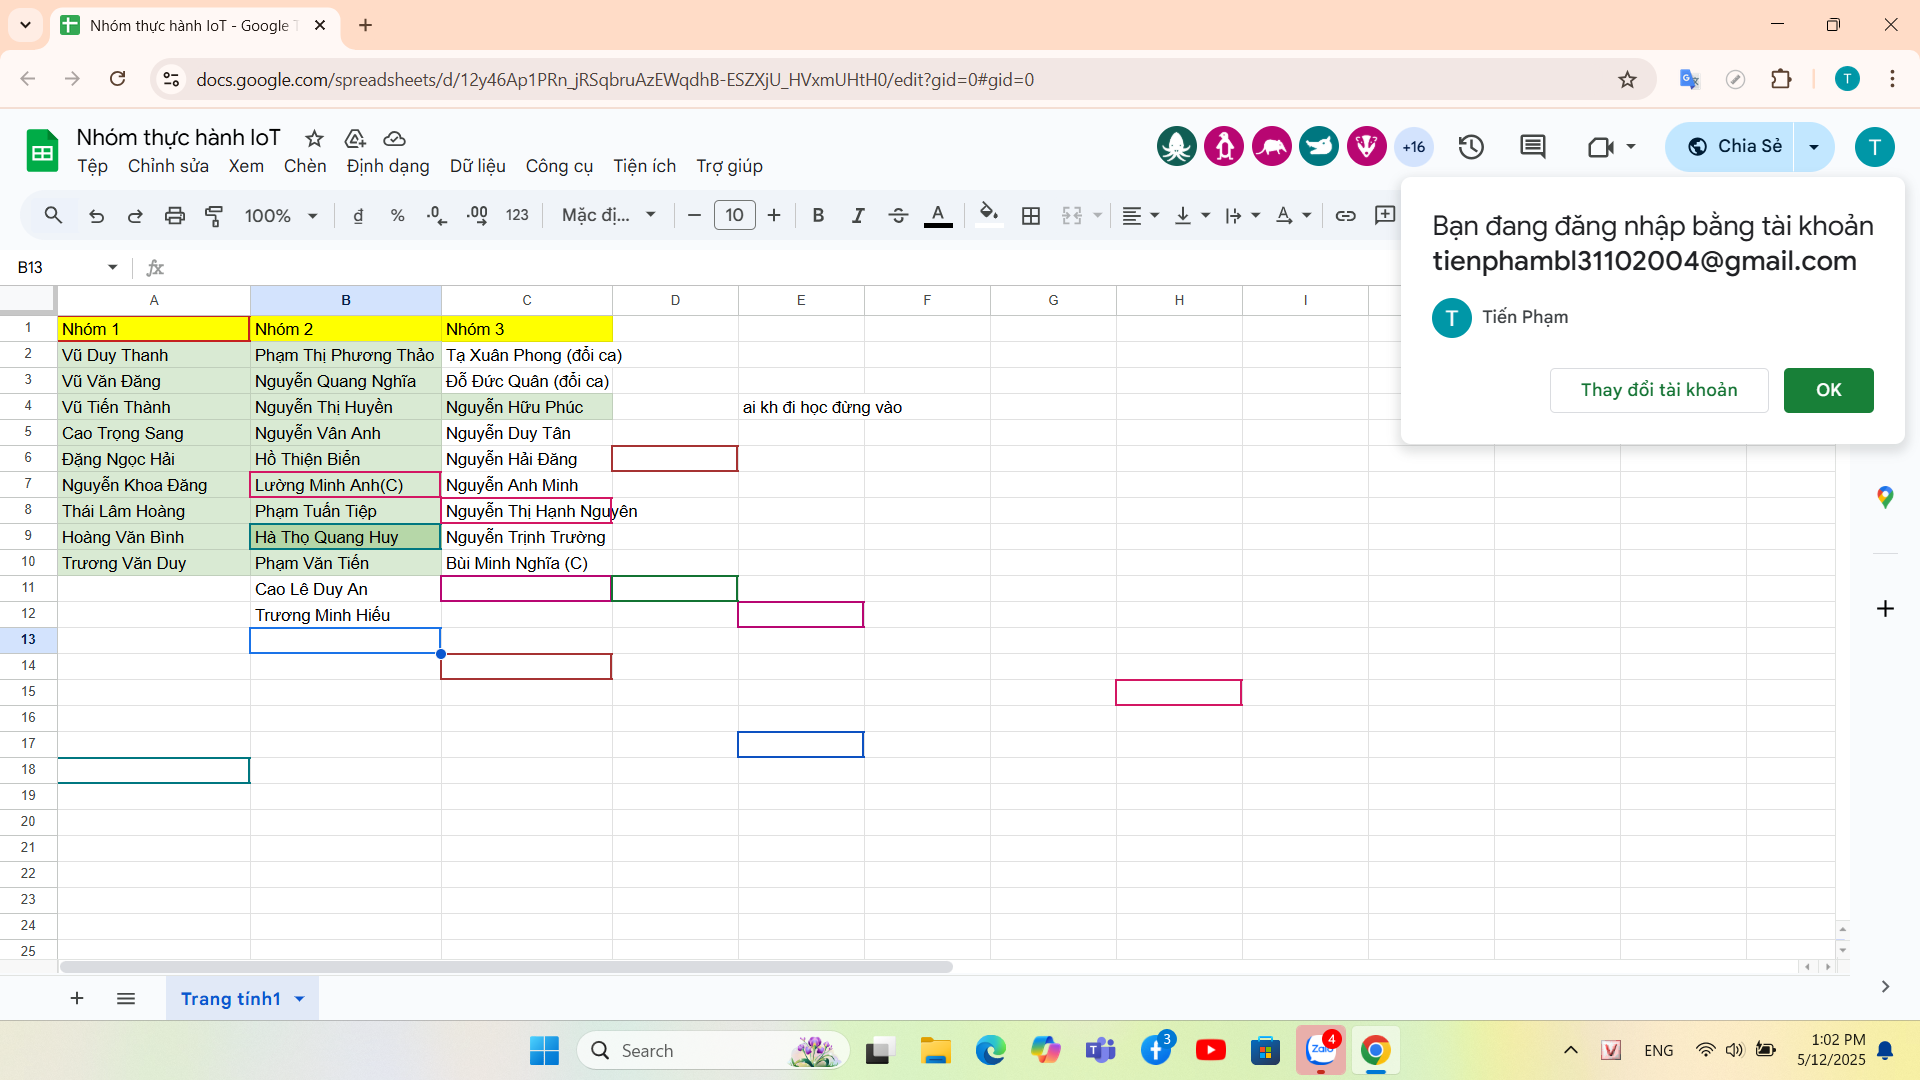 Nhóm thực hành IoT - Google T
docs.google.com/spreadsheets/d/12y46Ap1PRn_jRSqbruAzEWqdhB-ESZXjU_HVxmUHtH0/edit?gid=0#gid=0
T
Nhóm thực hành IoT
Tệp Chỉnh sửa Xem Chèn Định dạng Dữ liệu Công cụ Tiện ích Trợ giúp
+16
Chia Sẻ
T
100% đ % .0 .00 123 Mặc đị... 10 B I S A
Bạn đang đăng nhập bằng tài khoản
tienphambl31102004@gmail.com
T Tiến Phạm
Thay đổi tài khoản OK
B13 fx
A B C D E F G H I
1 Nhóm 1 Nhóm 2 Nhóm 3
2 Vũ Duy Thanh Phạm Thị Phương Thảo Tạ Xuân Phong (đổi ca)
3 Vũ Văn Đăng Nguyễn Quang Nghĩa Đỗ Đức Quân (đổi ca)
4 Vũ Tiến Thành Nguyễn Thị Huyền Nguyễn Hữu Phúc ai kh đi học đừng vào
5 Cao Trọng Sang Nguyễn Vân Anh Nguyễn Duy Tân
6 Đặng Ngọc Hải Hồ Thiện Biển Nguyễn Hải Đăng
7 Nguyễn Khoa Đăng Lường Minh Anh(C) Nguyễn Anh Minh
8 Thái Lâm Hoàng Phạm Tuấn Tiệp Nguyễn Thị Hạnh Nguyên
9 Hoàng Văn Bình Hà Thọ Quang Huy Nguyễn Trịnh Trường
10 Trương Văn Duy Phạm Văn Tiến Bùi Minh Nghĩa (C)
11 Cao Lê Duy An
12 Trương Minh Hiếu
13
14
15
16
17
18
19
20
21
22
23
24
25
Trang tính1
Search
3
Zalo 4
ENG
1:02 PM
5/12/2025